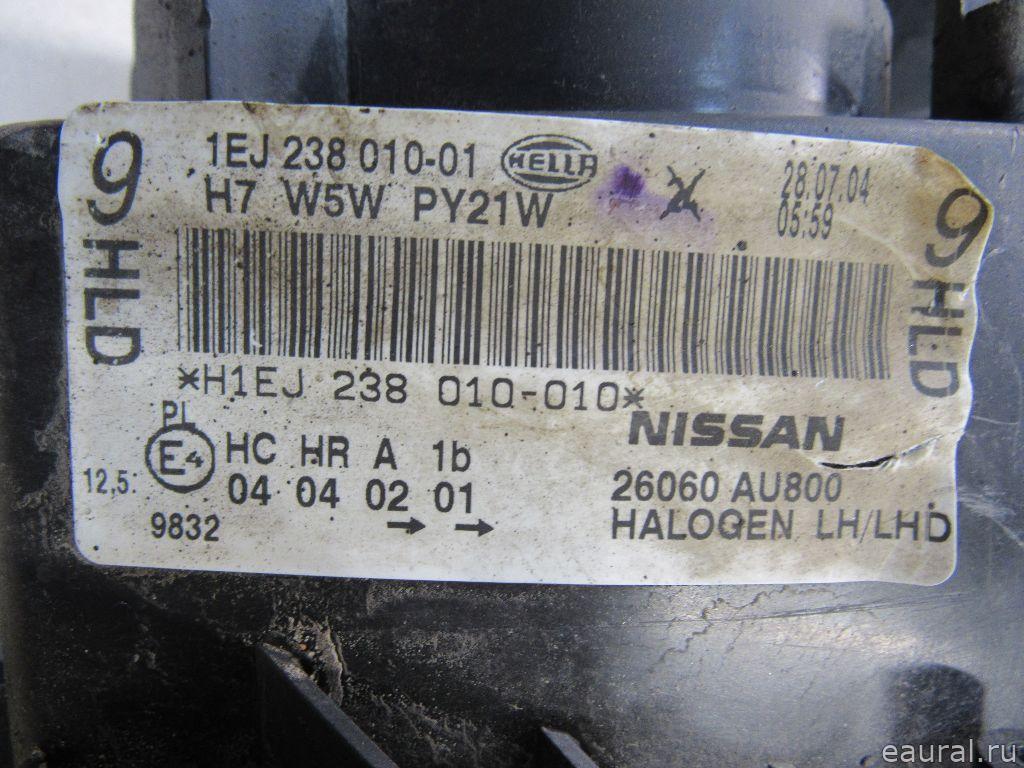 9 HLD
1EJ 238 010-01 HELLA
H7 W5W PY21W
28.07.04
05:59
9 HLD
*H1EJ 238 010-010*
PL
E4
HC HR A 1b
12,5
04 04 02 01
9832
NISSAN
26060 AU800
HALOGEN LH/LHD
eaural.ru